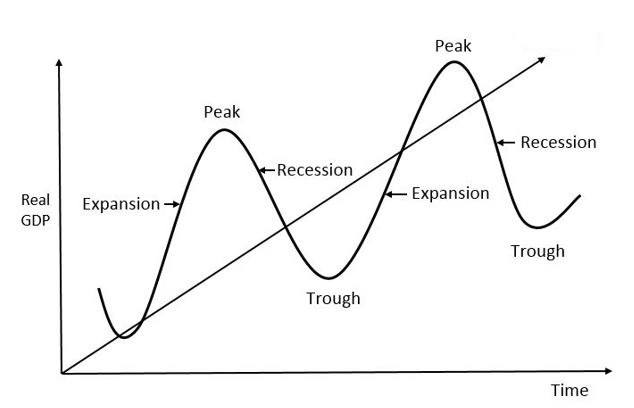 Peak
Peak
Recession
Recession
Expansion
Expansion
Real
GDP
Trough
Trough
Time